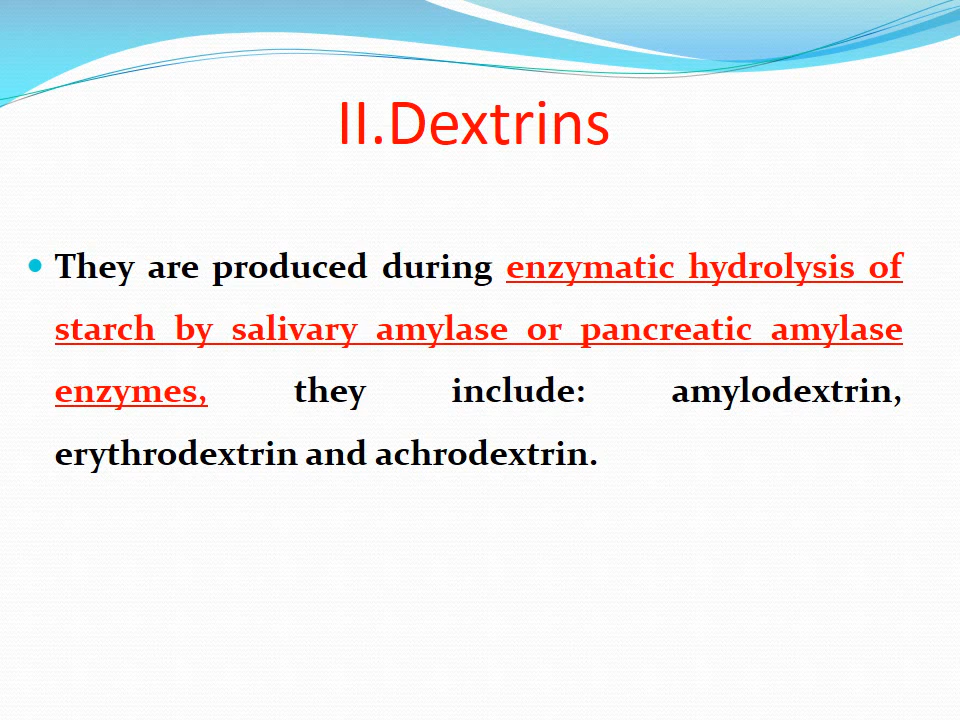 II.Dextrins
• They are produced during enzymatic hydrolysis of
starch by salivary amylase or pancreatic amylase
enzymes, they include: amylodextrin,
erythrodextrin and achrodextrin.